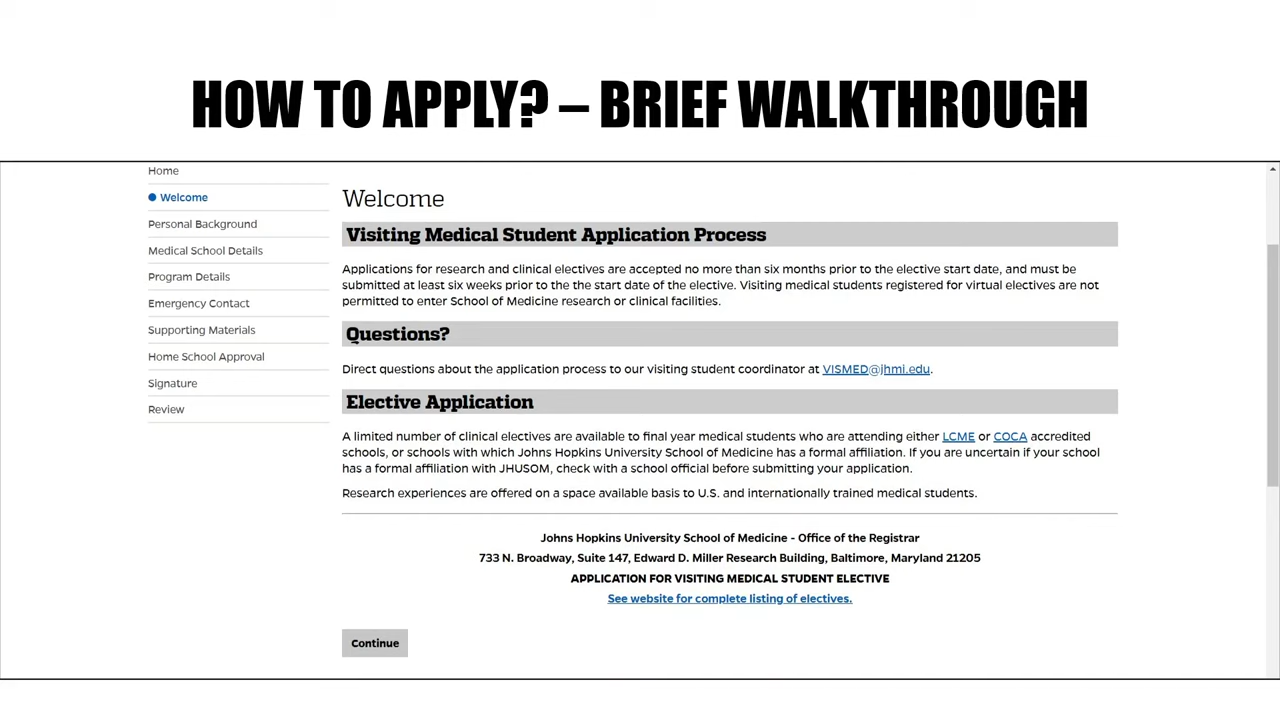 HOW TO APPLY? – BRIEF WALKTHROUGH
Home
Welcome
Personal Background
Medical School Details
Program Details
Emergency Contact
Supporting Materials
Home School Approval
Signature
Review
Welcome
Visiting Medical Student Application Process
Applications for research and clinical electives are accepted no more than six months prior to the elective start date, and must be
submitted at least six weeks prior to the the start date of the elective. Visiting medical students registered for virtual electives are not
permitted to enter School of Medicine research or clinical facilities.
Questions?
Direct questions about the application process to our visiting student coordinator at VISMED@jhmi.edu.
Elective Application
A limited number of clinical electives are available to final year medical students who are attending either LCME or COCA accredited
schools, or schools with which Johns Hopkins University School of Medicine has a formal affiliation. If you are uncertain if your school
has a formal affiliation with JHUSOM, check with a school official before submitting your application.
Research experiences are offered on a space available basis to U.S. and internationally trained medical students.
Johns Hopkins University School of Medicine - Office of the Registrar
733 N. Broadway, Suite 147, Edward D. Miller Research Building, Baltimore, Maryland 21205
APPLICATION FOR VISITING MEDICAL STUDENT ELECTIVE
See website for complete listing of electives.
Continue